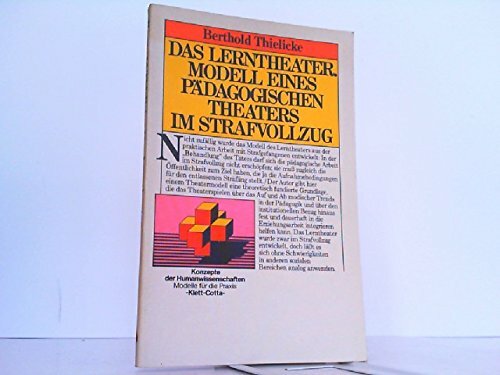 Berthold Thielicke
DAS LERNTHEATER.
MODELL EINES
PÄDAGOGISCHEN
THEATERS
IM STRAFVOLLZUG
Nicht zufällig wurde das Modell des Lerntheaters aus der
praktischen Arbeit mit Strafgefangenen entwickelt. In der
„Behandlung" des Täters darf sich die pädagogische Arbeit
im Strafvollzug nicht erschöpfen; sie muß zugleich die
Öffentlichkeit zum Ziel haben, die ja die Aufnahmebedingungen
für den entlassenen Sträfling stellt. / Der Autor gibt hier
einem Theatermodell eine theoretisch fundierte Grundlage,
die das Theaterspielen über das Auf und Ab modischer Trends
in der Pädagogik und über den
institutionellen Bezug hinaus
fest und dauerhaft in die
Erziehungsarbeit integrieren
helfen kann. Das Lerntheater
wurde zwar im Strafvollzug
entwickelt, doch läßt es
sich ohne Schwierigkeiten
in anderen sozialen
Bereichen analog anwenden.
Konzepte
der Humanwissenschaften
Modelle für die Praxis
-Klett-Cotta-